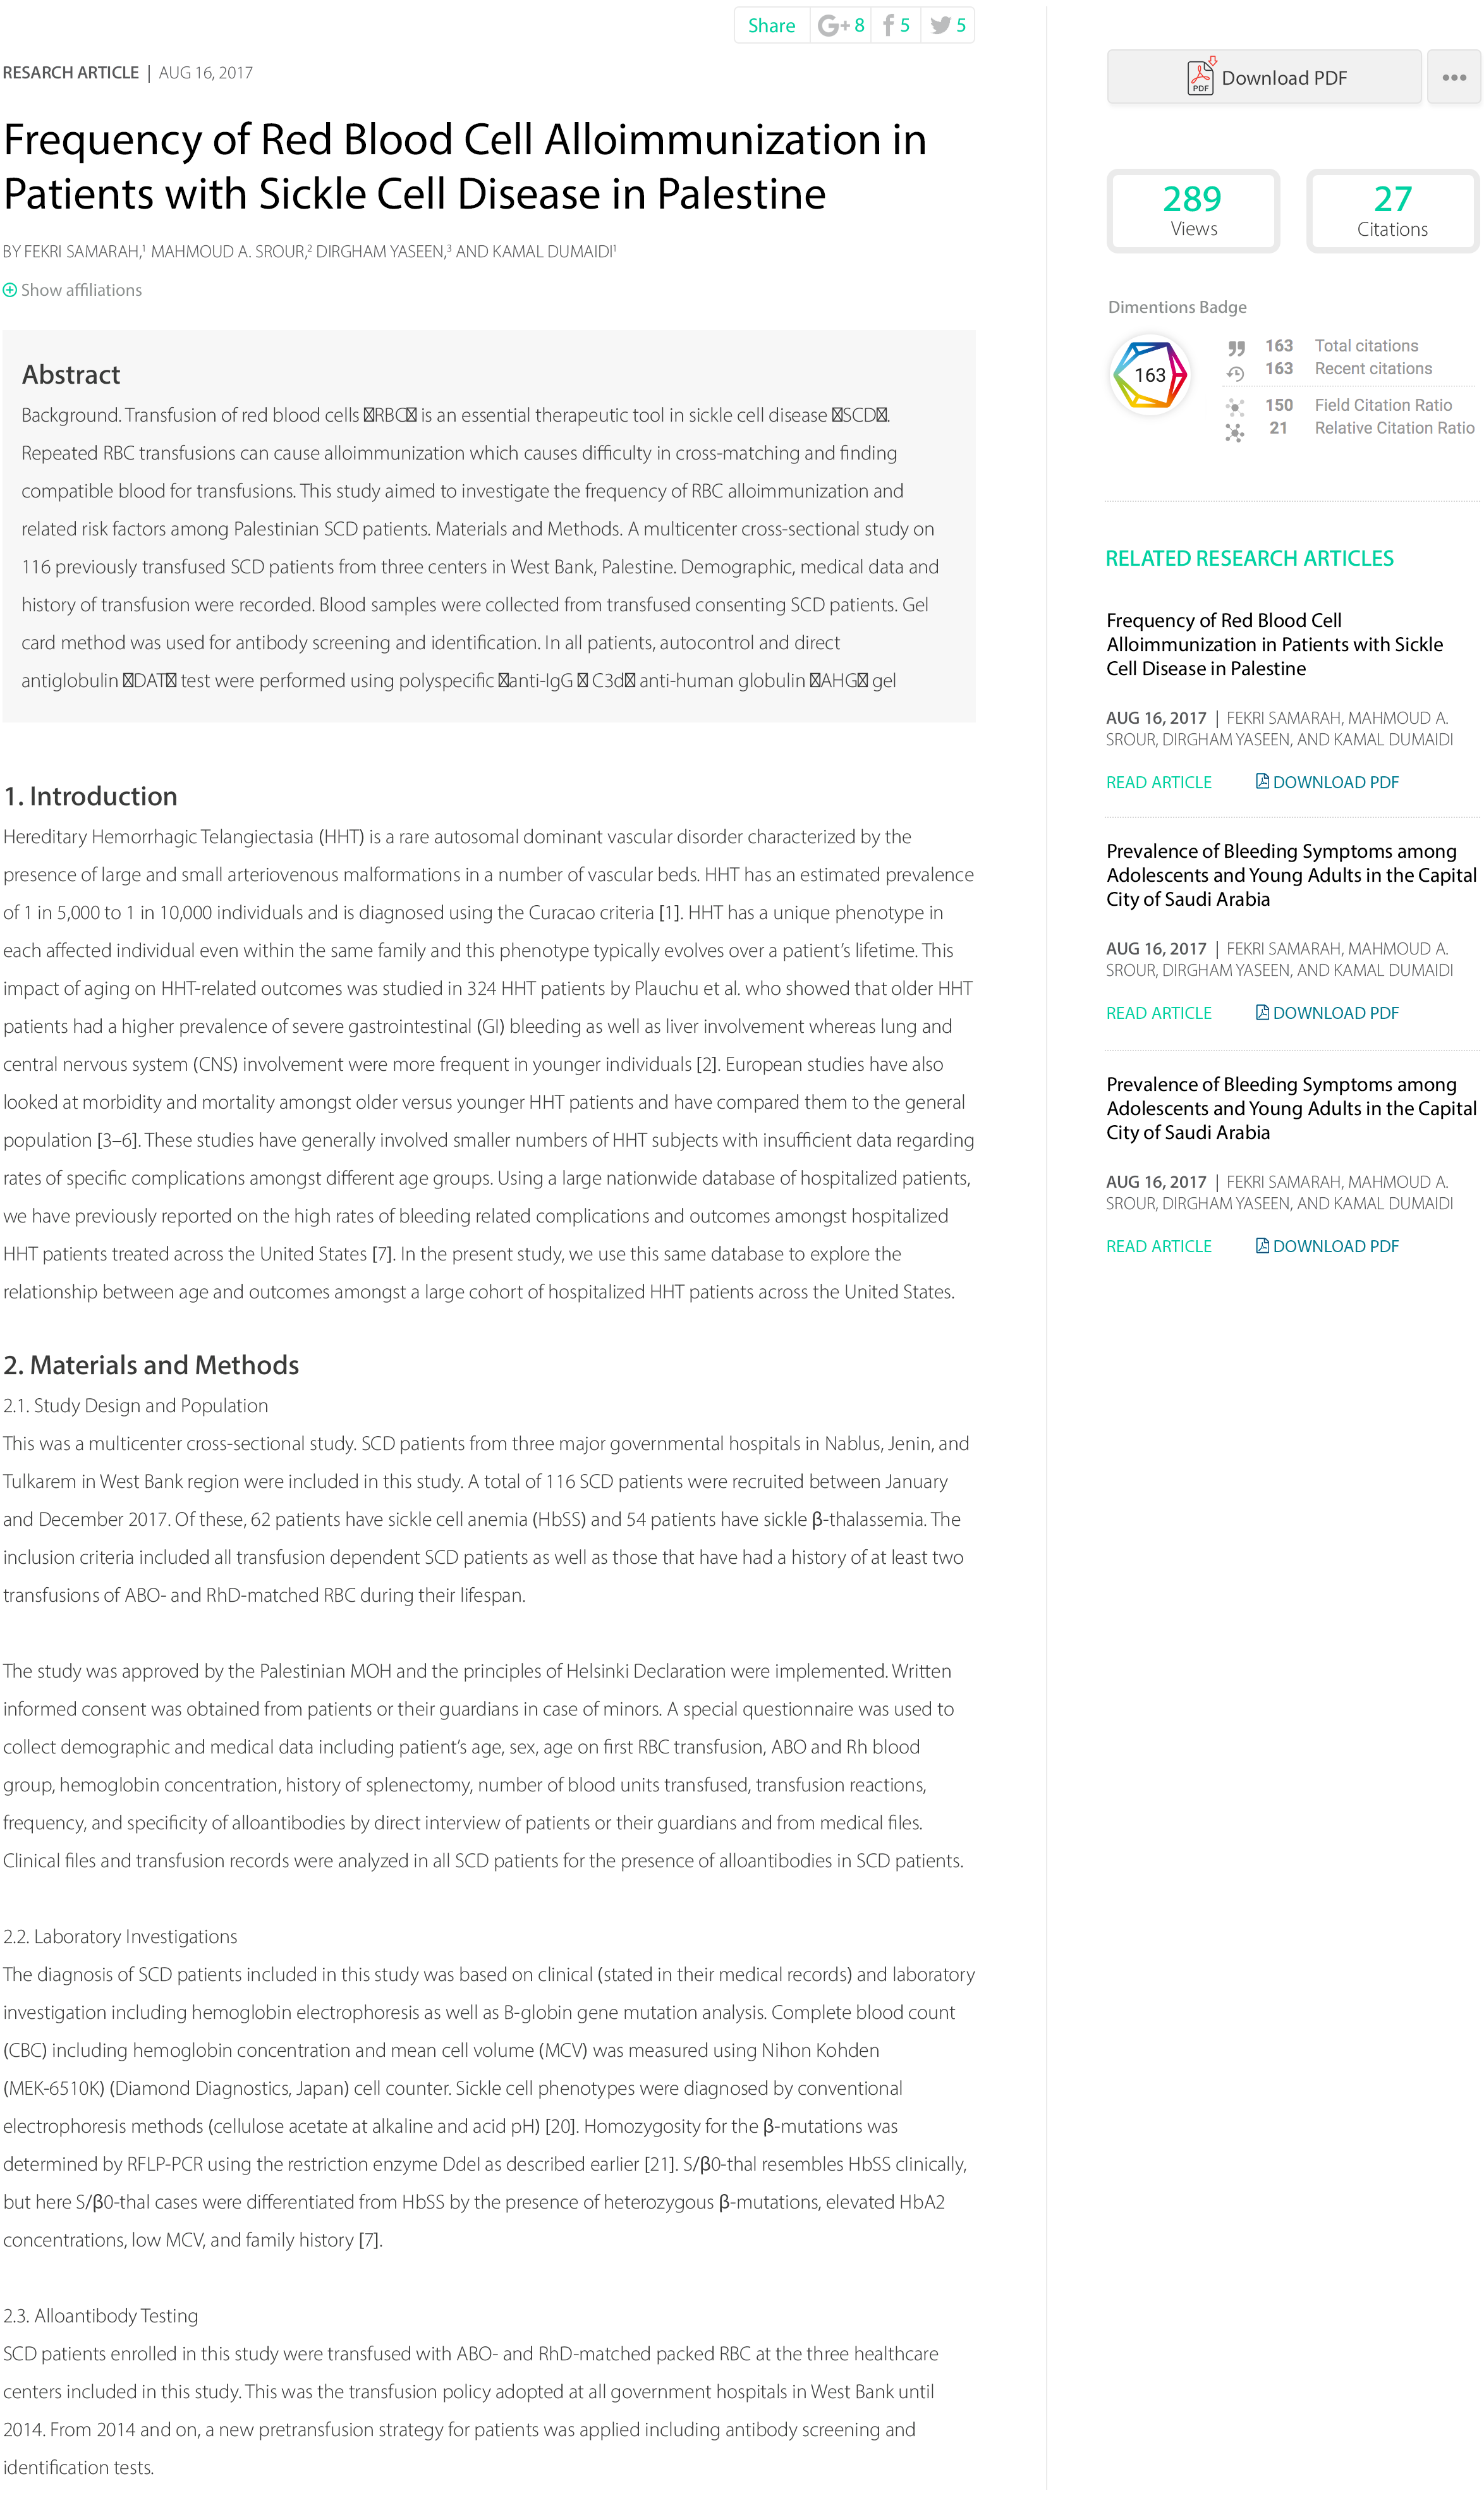 Share G+ 8 f 5 5
RESARCH ARTICLE | AUG 16, 2017
Frequency of Red Blood Cell Alloimmunization in
Patients with Sickle Cell Disease in Palestine
BY FEKRI SAMARAH,¹ MAHMOUD A. SROUR,² DIRGHAM YASEEN,³ AND KAMAL DUMAIDI¹
Show affiliations
Abstract
Background. Transfusion of red blood cells RBC is an essential therapeutic tool in sickle cell disease SCD.
Repeated RBC transfusions can cause alloimmunization which causes difficulty in cross-matching and finding
compatible blood for transfusions. This study aimed to investigate the frequency of RBC alloimmunization and
related risk factors among Palestinian SCD patients. Materials and Methods. A multicenter cross-sectional study on
116 previously transfused SCD patients from three centers in West Bank, Palestine. Demographic, medical data and
history of transfusion were recorded. Blood samples were collected from transfused consenting SCD patients. Gel
card method was used for antibody screening and identification. In all patients, autocontrol and direct
antiglobulin DAT test were performed using polyspecific anti-IgG C3d anti-human globulin AHG gel
1. Introduction
Hereditary Hemorrhagic Telangiectasia (HHT) is a rare autosomal dominant vascular disorder characterized by the
presence of large and small arteriovenous malformations in a number of vascular beds. HHT has an estimated prevalence
of 1 in 5,000 to 1 in 10,000 individuals and is diagnosed using the Curacao criteria [1]. HHT has a unique phenotype in
each affected individual even within the same family and this phenotype typically evolves over a patient's lifetime. This
impact of aging on HHT-related outcomes was studied in 324 HHT patients by Plauchu et al. who showed that older HHT
patients had a higher prevalence of severe gastrointestinal (GI) bleeding as well as liver involvement whereas lung and
central nervous system (CNS) involvement were more frequent in younger individuals [2]. European studies have also
looked at morbidity and mortality amongst older versus younger HHT patients and have compared them to the general
population [3–6]. These studies have generally involved smaller numbers of HHT subjects with insufficient data regarding
rates of specific complications amongst different age groups. Using a large nationwide database of hospitalized patients,
we have previously reported on the high rates of bleeding related complications and outcomes amongst hospitalized
HHT patients treated across the United States [7]. In the present study, we use this same database to explore the
relationship between age and outcomes amongst a large cohort of hospitalized HHT patients across the United States.
2. Materials and Methods
2.1. Study Design and Population
This was a multicenter cross-sectional study. SCD patients from three major governmental hospitals in Nablus, Jenin, and
Tulkarem in West Bank region were included in this study. A total of 116 SCD patients were recruited between January
and December 2017. Of these, 62 patients have sickle cell anemia (HbSS) and 54 patients have sickle β-thalassemia. The
inclusion criteria included all transfusion dependent SCD patients as well as those that have had a history of at least two
transfusions of ABO- and RhD-matched RBC during their lifespan.
The study was approved by the Palestinian MOH and the principles of Helsinki Declaration were implemented. Written
informed consent was obtained from patients or their guardians in case of minors. A special questionnaire was used to
collect demographic and medical data including patient's age, sex, age on first RBC transfusion, ABO and Rh blood
group, hemoglobin concentration, history of splenectomy, number of blood units transfused, transfusion reactions,
frequency, and specificity of alloantibodies by direct interview of patients or their guardians and from medical files.
Clinical files and transfusion records were analyzed in all SCD patients for the presence of alloantibodies in SCD patients.
2.2. Laboratory Investigations
The diagnosis of SCD patients included in this study was based on clinical (stated in their medical records) and laboratory
investigation including hemoglobin electrophoresis as well as B-globin gene mutation analysis. Complete blood count
(CBC) including hemoglobin concentration and mean cell volume (MCV) was measured using Nihon Kohden
(MEK-6510K) (Diamond Diagnostics, Japan) cell counter. Sickle cell phenotypes were diagnosed by conventional
electrophoresis methods (cellulose acetate at alkaline and acid pH) [20]. Homozygosity for the β-mutations was
determined by RFLP-PCR using the restriction enzyme DdeI as described earlier [21]. S/β0-thal resembles HbSS clinically,
but here S/β0-thal cases were differentiated from HbSS by the presence of heterozygous β-mutations, elevated HbA2
concentrations, low MCV, and family history [7].
2.3. Alloantibody Testing
SCD patients enrolled in this study were transfused with ABO- and RhD-matched packed RBC at the three healthcare
centers included in this study. This was the transfusion policy adopted at all government hospitals in West Bank until
2014. From 2014 and on, a new pretransfusion strategy for patients was applied including antibody screening and
identification tests.
PDF Download PDF
289
Views
27
Citations
Dimentions Badge
163
163 Total citations
163 Recent citations
150 Field Citation Ratio
21 Relative Citation Ratio
RELATED RESEARCH ARTICLES
Frequency of Red Blood Cell
Alloimmunization in Patients with Sickle
Cell Disease in Palestine
AUG 16, 2017 | FEKRI SAMARAH, MAHMOUD A.
SROUR, DIRGHAM YASEEN, AND KAMAL DUMAIDI
READ ARTICLE DOWNLOAD PDF
Prevalence of Bleeding Symptoms among
Adolescents and Young Adults in the Capital
City of Saudi Arabia
AUG 16, 2017 | FEKRI SAMARAH, MAHMOUD A.
SROUR, DIRGHAM YASEEN, AND KAMAL DUMAIDI
READ ARTICLE DOWNLOAD PDF
Prevalence of Bleeding Symptoms among
Adolescents and Young Adults in the Capital
City of Saudi Arabia
AUG 16, 2017 | FEKRI SAMARAH, MAHMOUD A.
SROUR, DIRGHAM YASEEN, AND KAMAL DUMAIDI
READ ARTICLE DOWNLOAD PDF